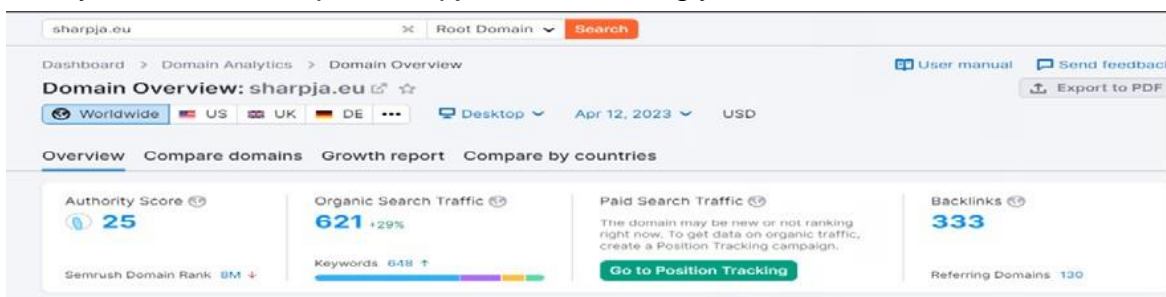 sharpja.eu × Root Domain Search
Dashboard > Domain Analytics > Domain Overview User manual Send feedback
Domain Overview: sharpja.eu Export to PDF
Worldwide US UK DE ••• Desktop Apr 12, 2023 USD
Overview Compare domains Growth report Compare by countries
Authority Score Organic Search Traffic Paid Search Traffic Backlinks
25 621 +29% The domain may be new or not ranking 333
right now. To get data on organic traffic,
create a Position Tracking campaign.
Semrush Domain Rank 8M ↓ Keywords 648 ↑ Go to Position Tracking Referring Domains 130